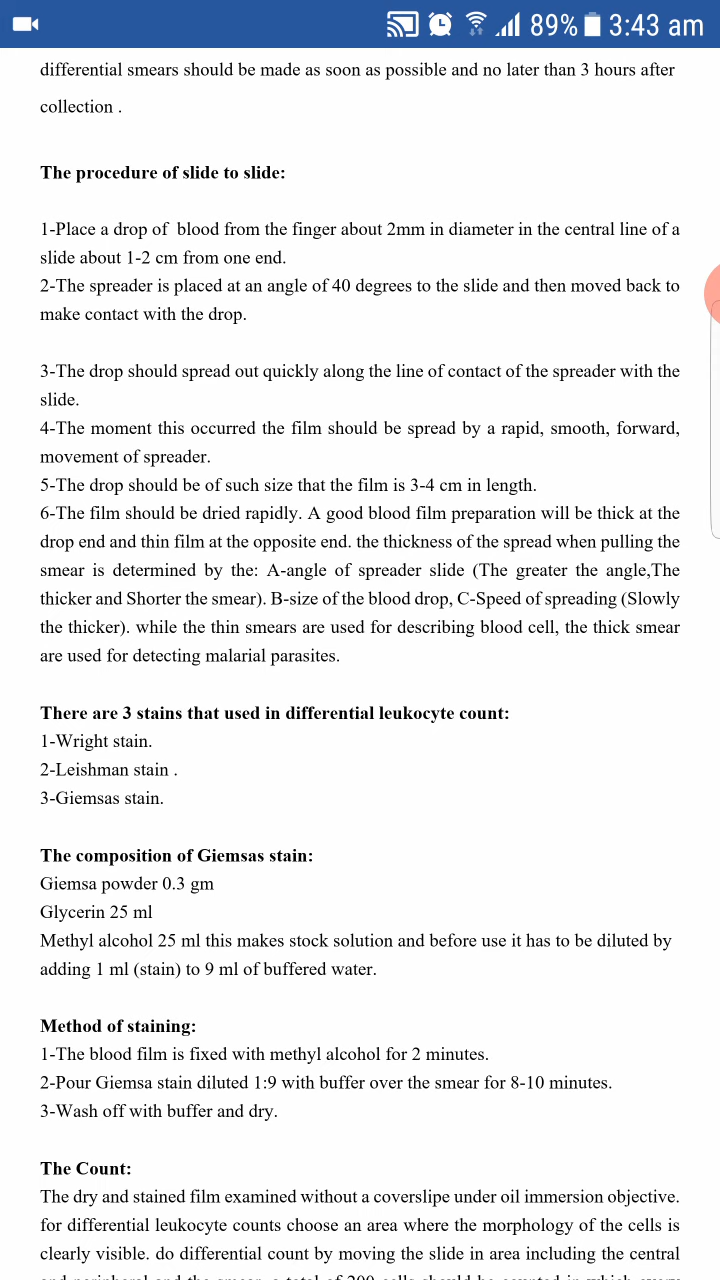 89% 3:43 am
differential smears should be made as soon as possible and no later than 3 hours after
collection .
The procedure of slide to slide:
1-Place a drop of  blood from the finger about 2mm in diameter in the central line of a
slide about 1-2 cm from one end.
2-The spreader is placed at an angle of 40 degrees to the slide and then moved back to
make contact with the drop.
3-The drop should spread out quickly along the line of contact of the spreader with the
slide.
4-The moment this occurred the film should be spread by a rapid, smooth, forward,
movement of spreader.
5-The drop should be of such size that the film is 3-4 cm in length.
6-The film should be dried rapidly. A good blood film preparation will be thick at the
drop end and thin film at the opposite end. the thickness of the spread when pulling the
smear is determined by the: A-angle of spreader slide (The greater the angle,The
thicker and Shorter the smear). B-size of the blood drop, C-Speed of spreading (Slowly
the thicker). while the thin smears are used for describing blood cell, the thick smear
are used for detecting malarial parasites.
There are 3 stains that used in differential leukocyte count:
1-Wright stain.
2-Leishman stain .
3-Giemsas stain.
The composition of Giemsas stain:
Giemsa powder 0.3 gm
Glycerin 25 ml
Methyl alcohol 25 ml this makes stock solution and before use it has to be diluted by
adding 1 ml (stain) to 9 ml of buffered water.
Method of staining:
1-The blood film is fixed with methyl alcohol for 2 minutes.
2-Pour Giemsa stain diluted 1:9 with buffer over the smear for 8-10 minutes.
3-Wash off with buffer and dry.
The Count:
The dry and stained film examined without a coverslipe under oil immersion objective.
for differential leukocyte counts choose an area where the morphology of the cells is
clearly visible. do differential count by moving the slide in area including the central
and peripheral and the smear. a total of 200 cells should be counted in which every